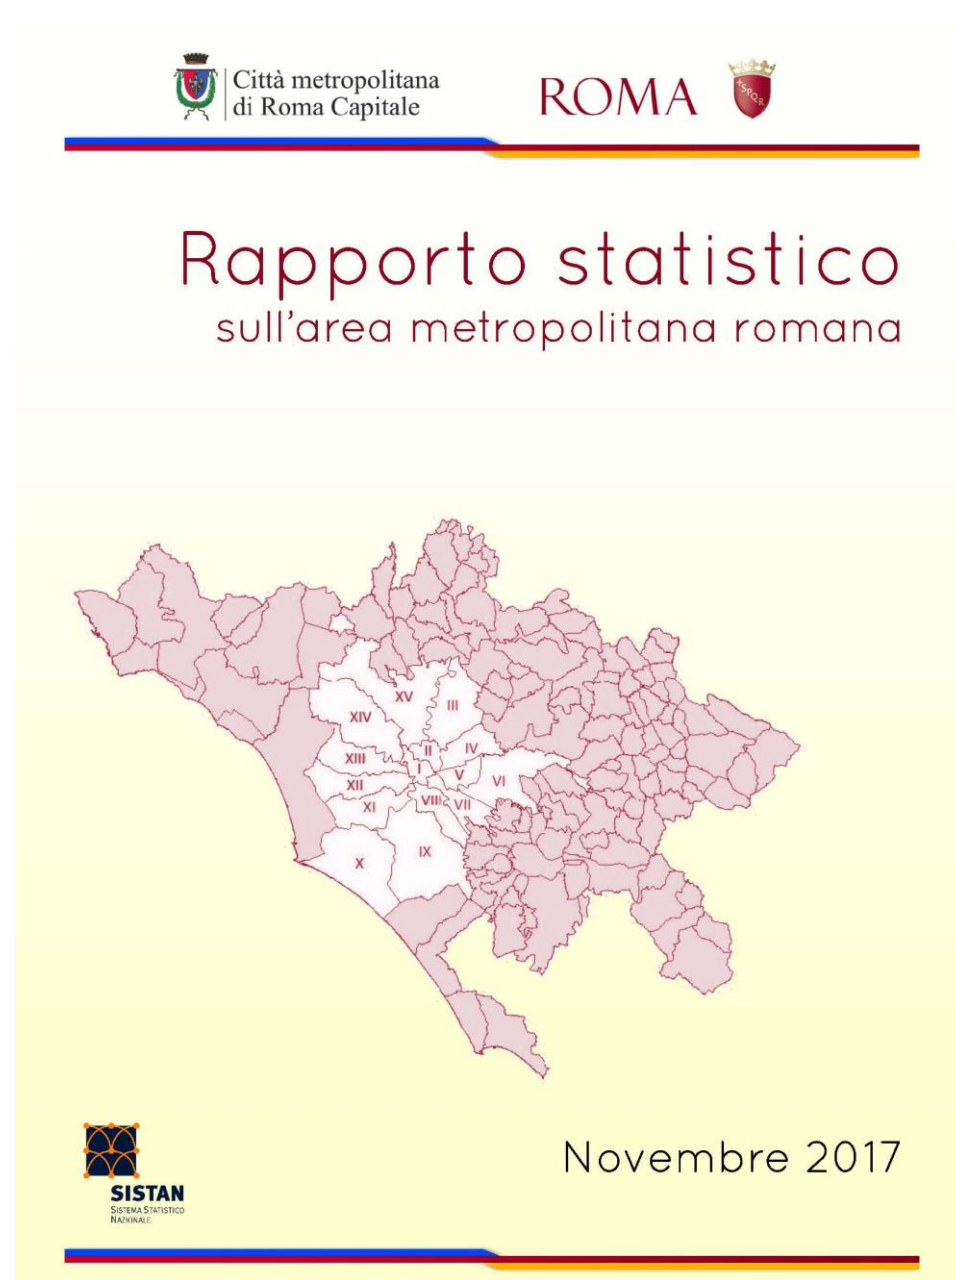 Città metropolitana
di Roma Capitale
ROMA
SPQR
Rapporto statistico
sull'area metropolitana romana
XV
III
XIV
II
IV
XIII
I
V
VI
XII
XI
VIII
VII
IX
X
Novembre 2017
SISTAN
SISTEMA STATISTICO
NAZIONALE